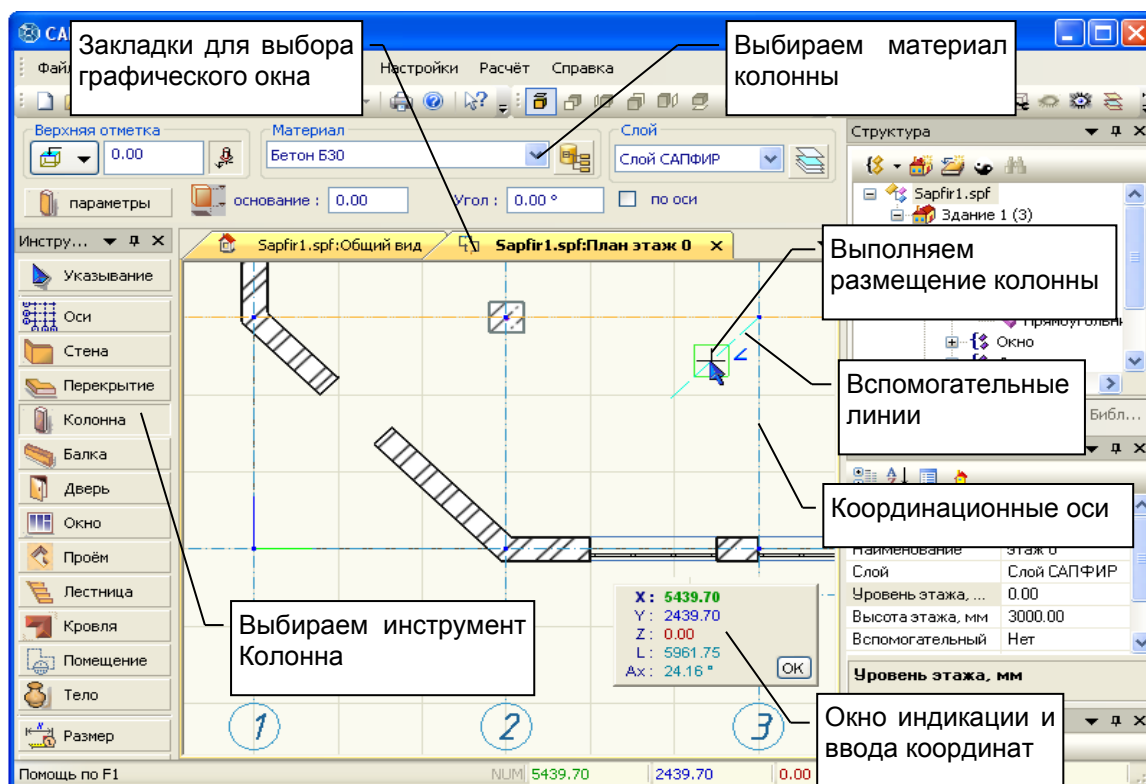 СА
Закладки для выбора
графического окна
Выбираем материал
колонны
Фай
Настройки Расчёт Справка
Верхняя отметка
Материал
Слой
Структура
0.00
Бетон Б30
Слой САПФИР
Sapfir1.spf
Здание 1 (3)
параметры
основание : 0.00
Угол : 0.00 °
по оси
Инстру...
Sapfir1.spf:Общий вид
Sapfir1.spf:План этаж 0
Выполняем
размещение колонны
Прямоугольни
Окно
Указывание
Оси
Стена
Перекрытие
Колонна
Балка
Дверь
Окно
Проём
Лестница
Кровля
Помещение
Тело
Размер
Вспомогательные
линии
Библ...
Координационные оси
Наименование этаж 0
Слой Слой САПФИР
Уровень этажа, ... 0.00
Высота этажа, мм 3000.00
Вспомогательный Нет
Уровень этажа, мм
X : 5439.70
Y : 2439.70
Z : 0.00
L : 5961.75
Ax : 24.16 °
OK
Выбираем инструмент
Колонна
1
2
3
Окно индикации и
ввода координат
Помощь по F1
NUM 5439.70 2439.70 0.00